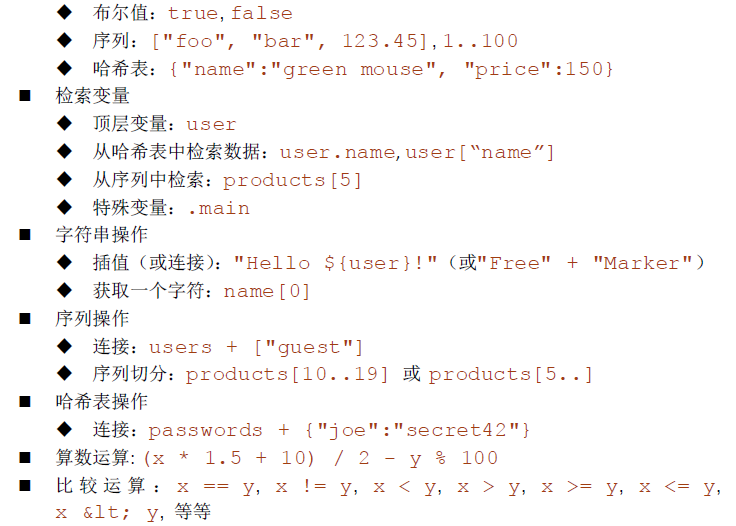 ◆ 布尔值：true,false
◆ 序列：["foo", "bar", 123.45],1..100
◆ 哈希表：{"name":"green mouse", "price":150}
■ 检索变量
◆ 顶层变量：user
◆ 从哈希表中检索数据：user.name,user[“name”]
◆ 从序列中检索：products[5]
◆ 特殊变量：.main
■ 字符串操作
◆ 插值（或连接）："Hello ${user}!"（或"Free" + "Marker"）
◆ 获取一个字符：name[0]
■ 序列操作
◆ 连接：users + ["guest"]
◆ 序列切分：products[10..19] 或 products[5..]
■ 哈希表操作
◆ 连接：passwords + {"joe":"secret42"}
■ 算数运算:(x * 1.5 + 10) / 2 – y % 100
■ 比较运算：x == y, x != y, x < y, x > y, x >= y, x <= y,
x &lt; y, 等等